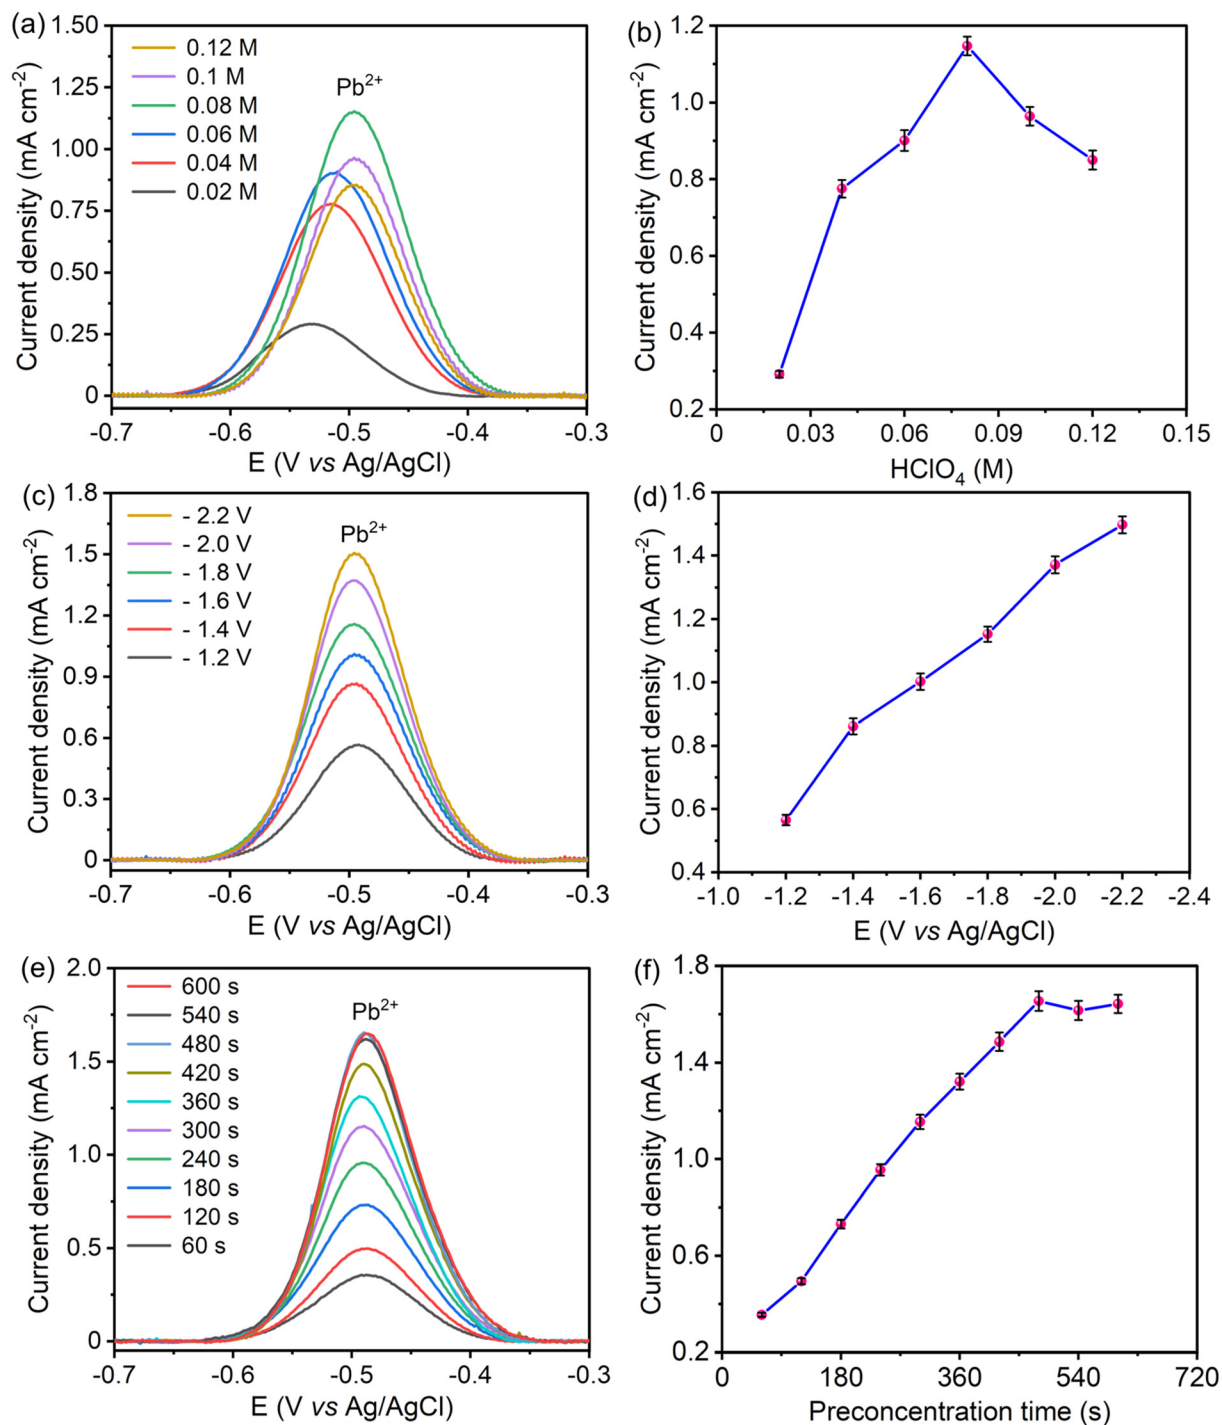 (a)
1.50
1.25
1.00
0.75
0.50
0.25
0
Current density (mA cm⁻²)
0.12 M
0.1 M
0.08 M
0.06 M
0.04 M
0.02 M
Pb²⁺
-0.7 -0.6 -0.5 -0.4 -0.3
E (V vs Ag/AgCl)
(b)
1.2
1.0
0.8
0.6
0.4
0.2
Current density (mA cm⁻²)
0 0.03 0.06 0.09 0.12 0.15
HClO₄ (M)
(c)
1.8
1.5
1.2
0.9
0.6
0.3
0
Current density (mA cm⁻²)
- 2.2 V
- 2.0 V
- 1.8 V
- 1.6 V
- 1.4 V
- 1.2 V
Pb²⁺
-0.7 -0.6 -0.5 -0.4 -0.3
E (V vs Ag/AgCl)
(d)
1.6
1.4
1.2
1.0
0.8
0.6
0.4
Current density (mA cm⁻²)
-1.0 -1.2 -1.4 -1.6 -1.8 -2.0 -2.2 -2.4
E (V vs Ag/AgCl)
(e)
2.0
1.5
1.0
0.5
0
Current density (mA cm⁻²)
600 s
540 s
480 s
420 s
360 s
300 s
240 s
180 s
120 s
60 s
Pb²⁺
-0.7 -0.6 -0.5 -0.4 -0.3
E (V vs Ag/AgCl)
(f)
1.8
1.4
1.0
0.6
0.2
Current density (mA cm⁻²)
0 180 360 540 720
Preconcentration time (s)